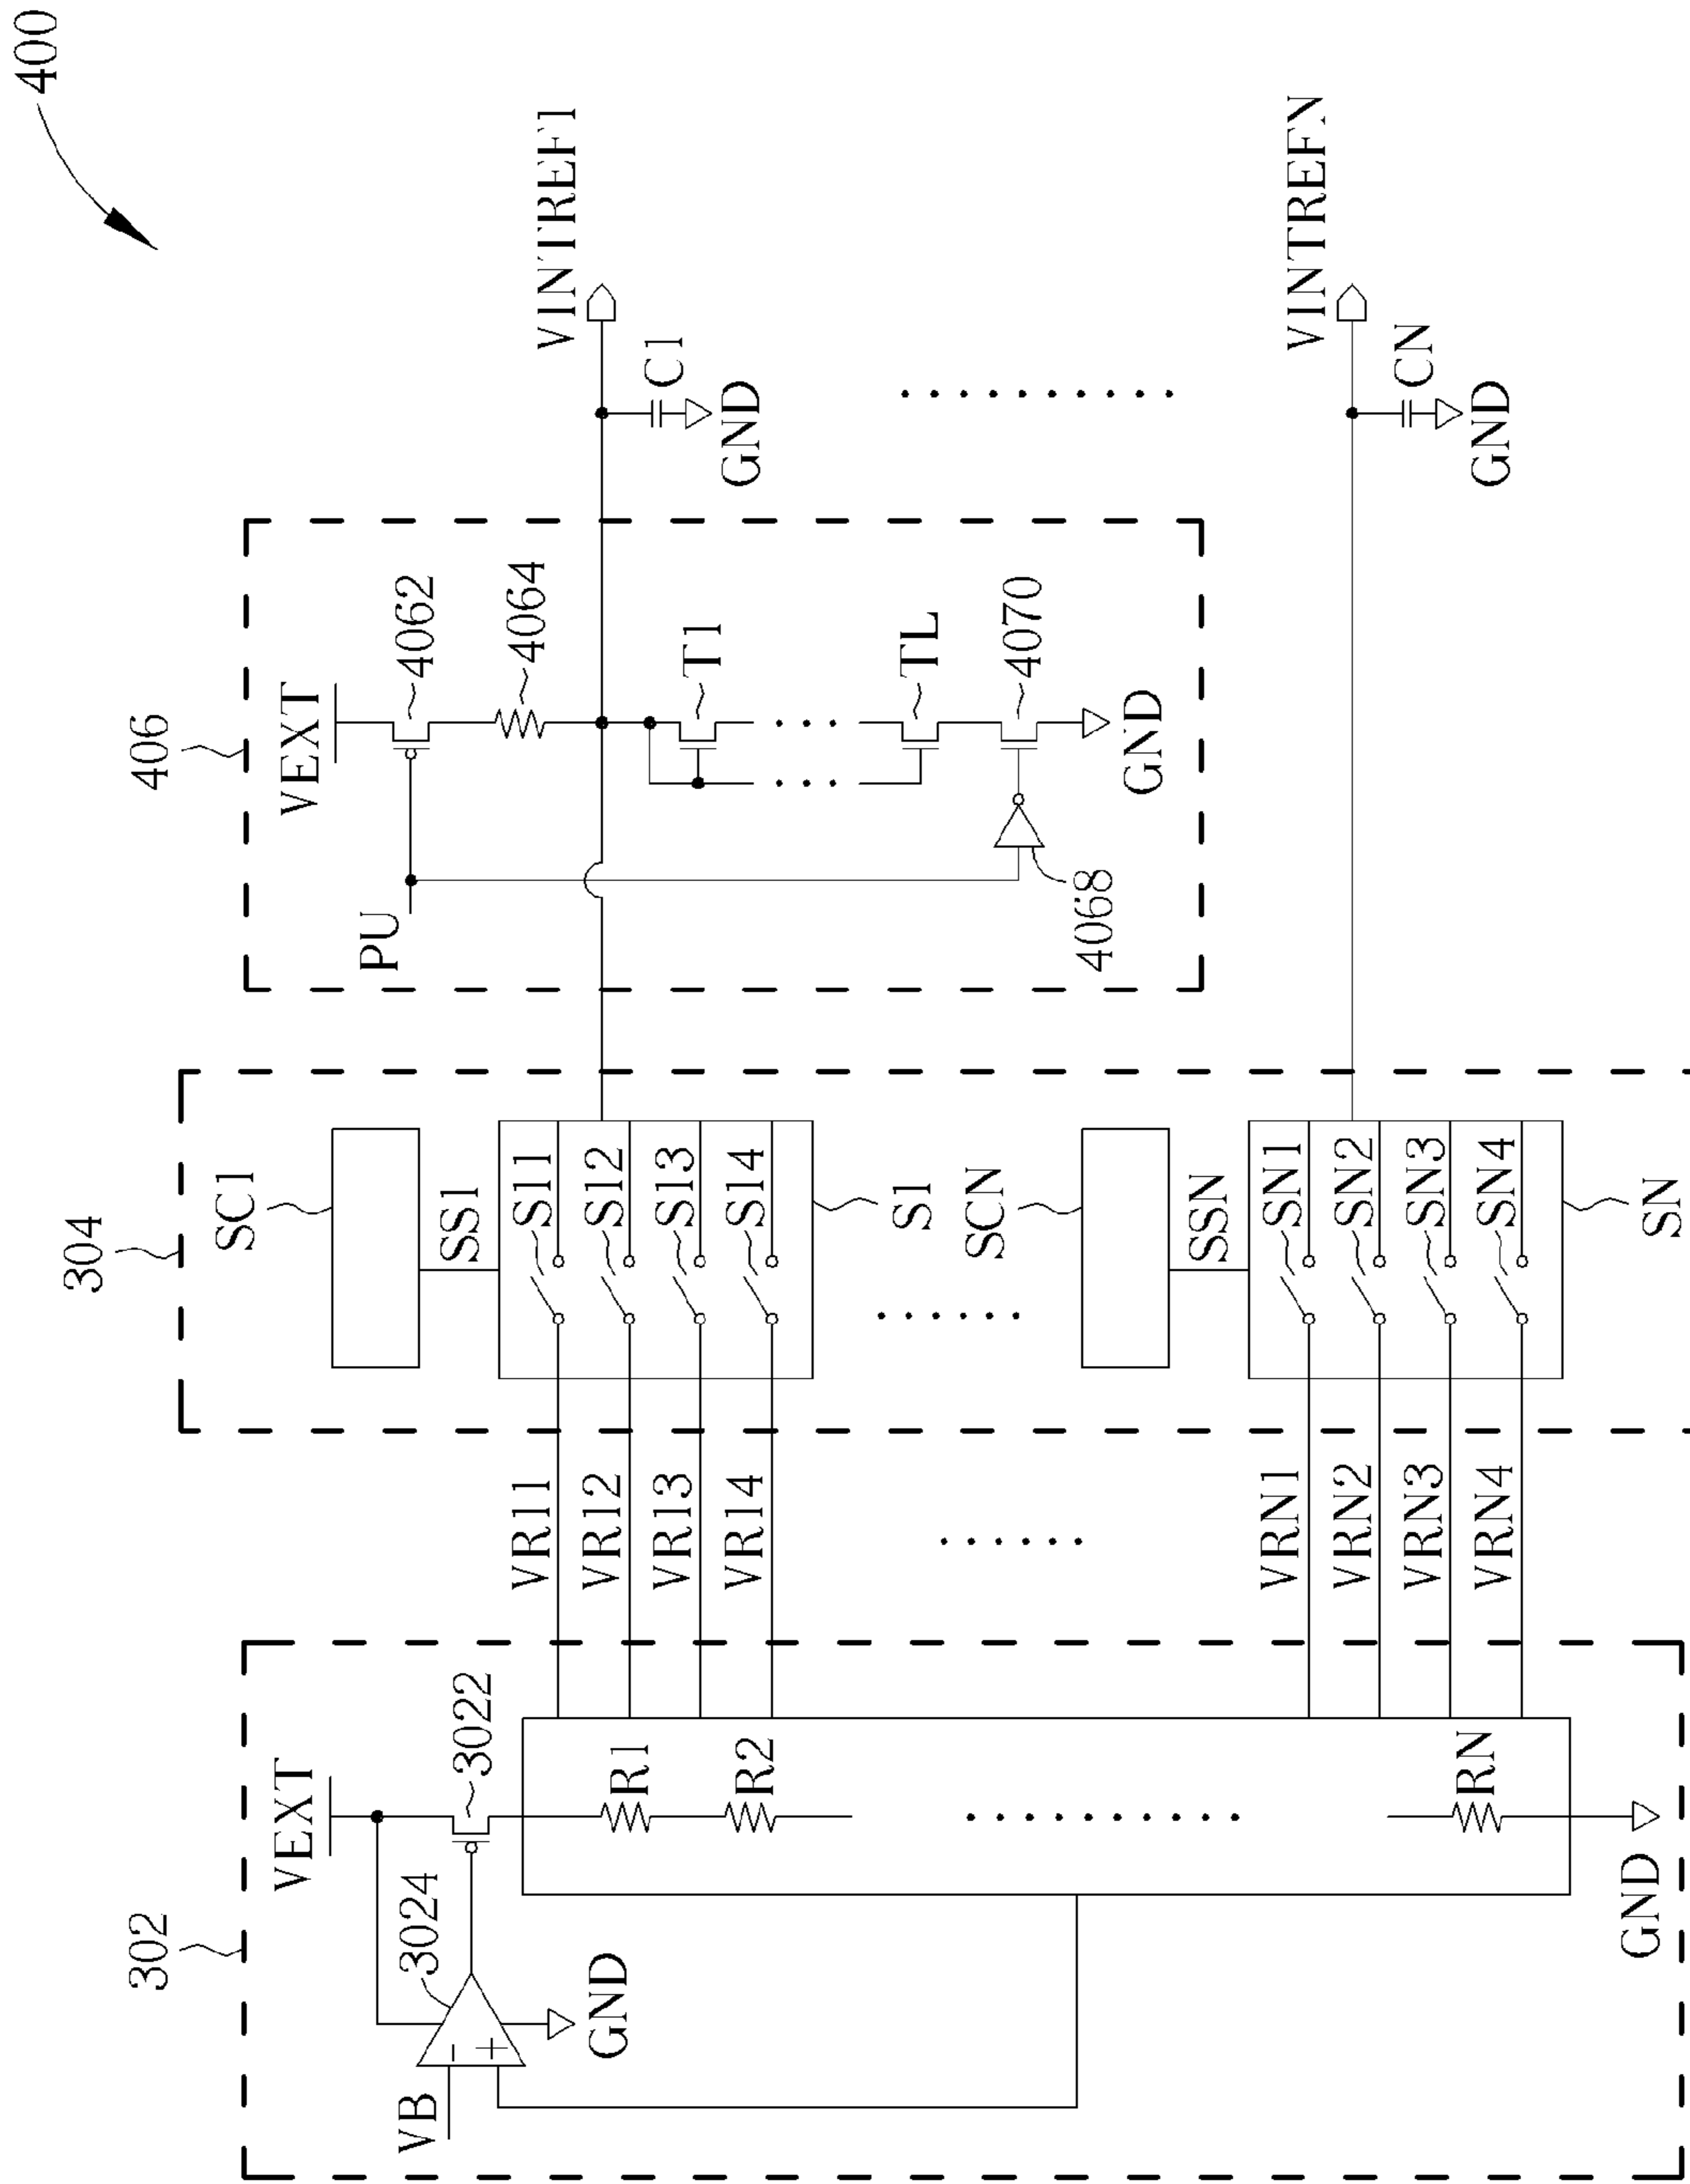 400
302
VEXT
3024
3022
VB
GND
R1
R2
RN
GND
VR11
VR12
VR13
VR14
VRN1
VRN2
VRN3
VRN4
304
SC1
SS1
S11
S12
S13
S14
S1
SCN
SSN
SN1
SN2
SN3
SN4
SN
406
VEXT
4062
PU
4064
T1
TL
4068
4070
GND
VINTREF1
C1
GND
VINTREFN
CN
GND